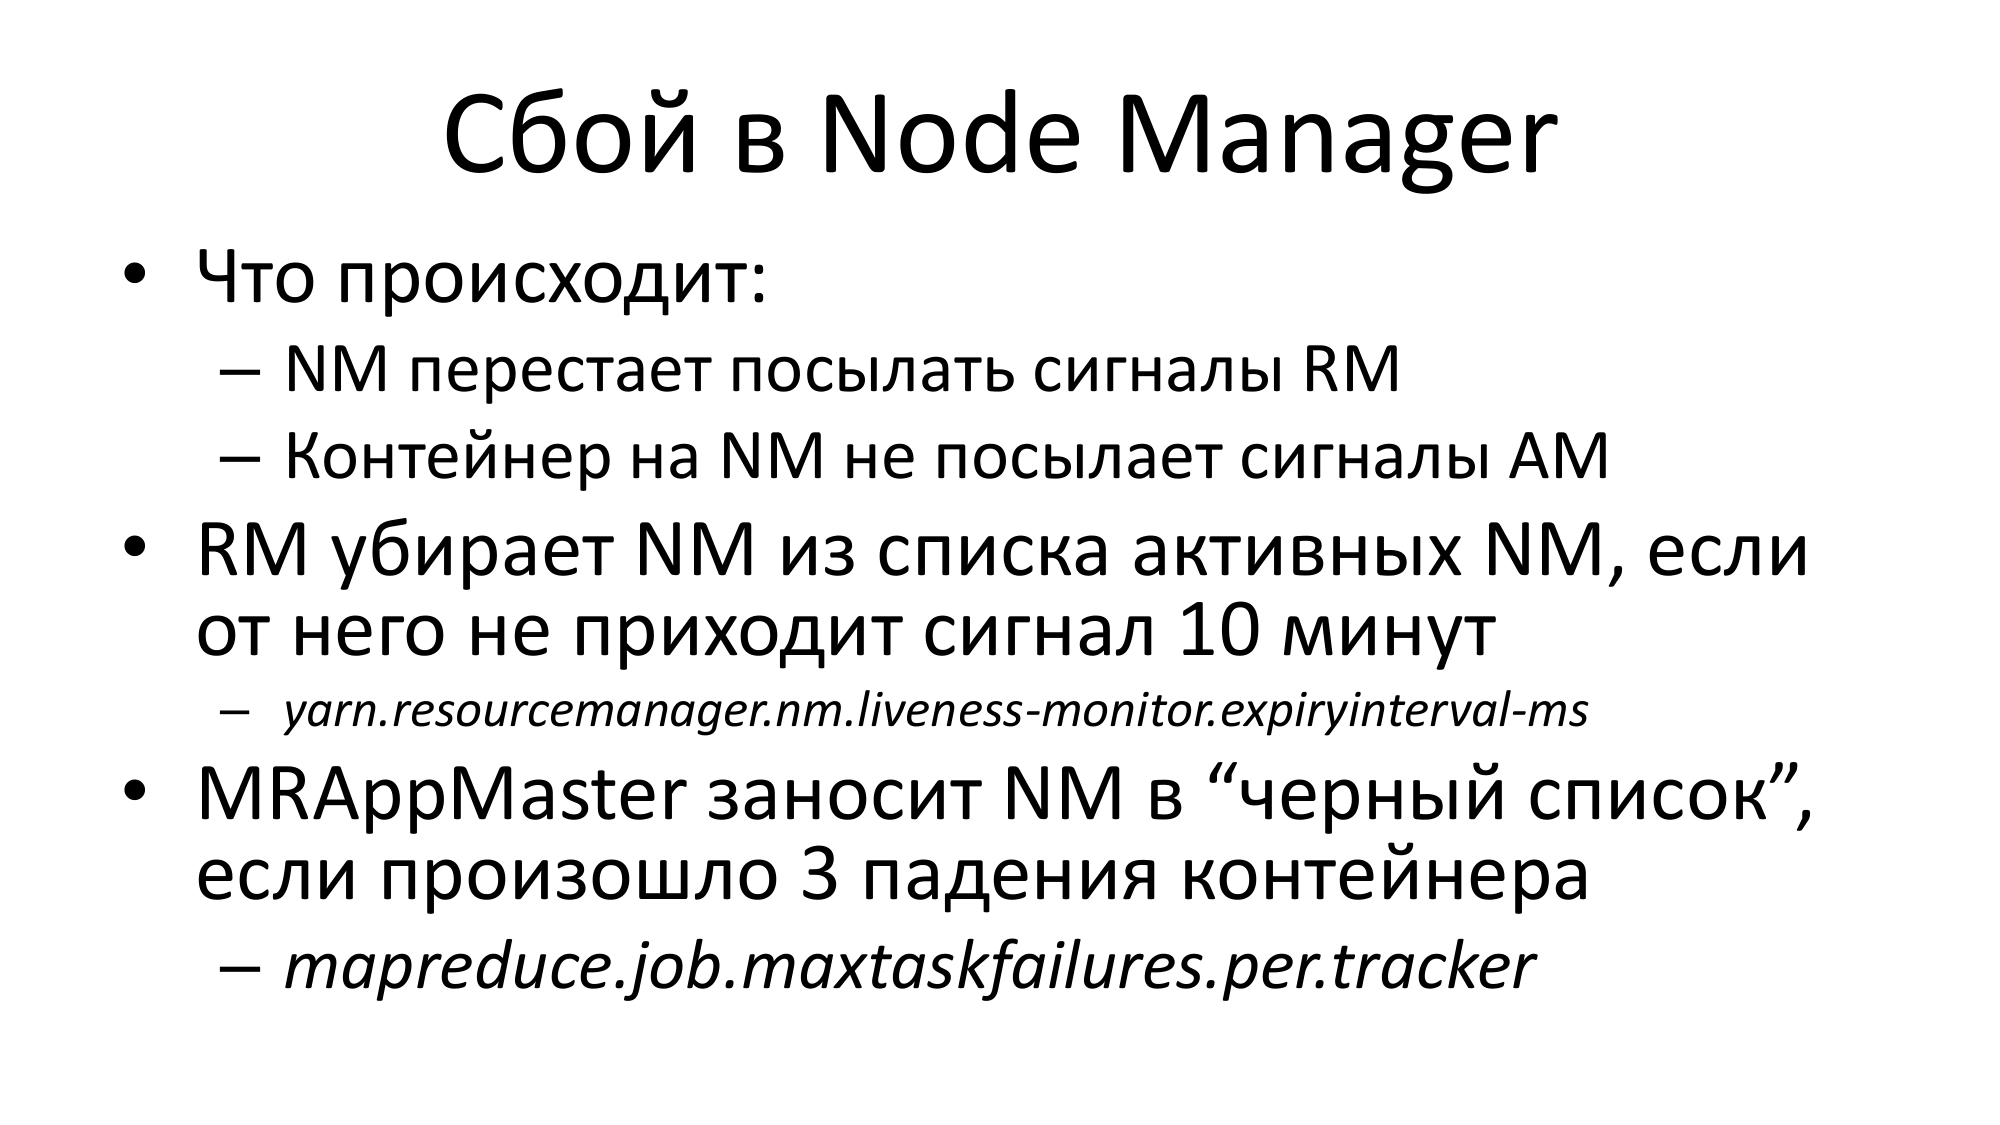 Сбой в Node Manager
• Что происходит:
– NM перестает посылать сигналы RM
– Контейнер на NM не посылает сигналы AM
• RM убирает NM из списка активных NM, если
от него не приходит сигнал 10 минут
– yarn.resourcemanager.nm.liveness-monitor.expiryinterval-ms
• MRAppMaster заносит NM в “черный список”,
если произошло 3 падения контейнера
– mapreduce.job.maxtaskfailures.per.tracker